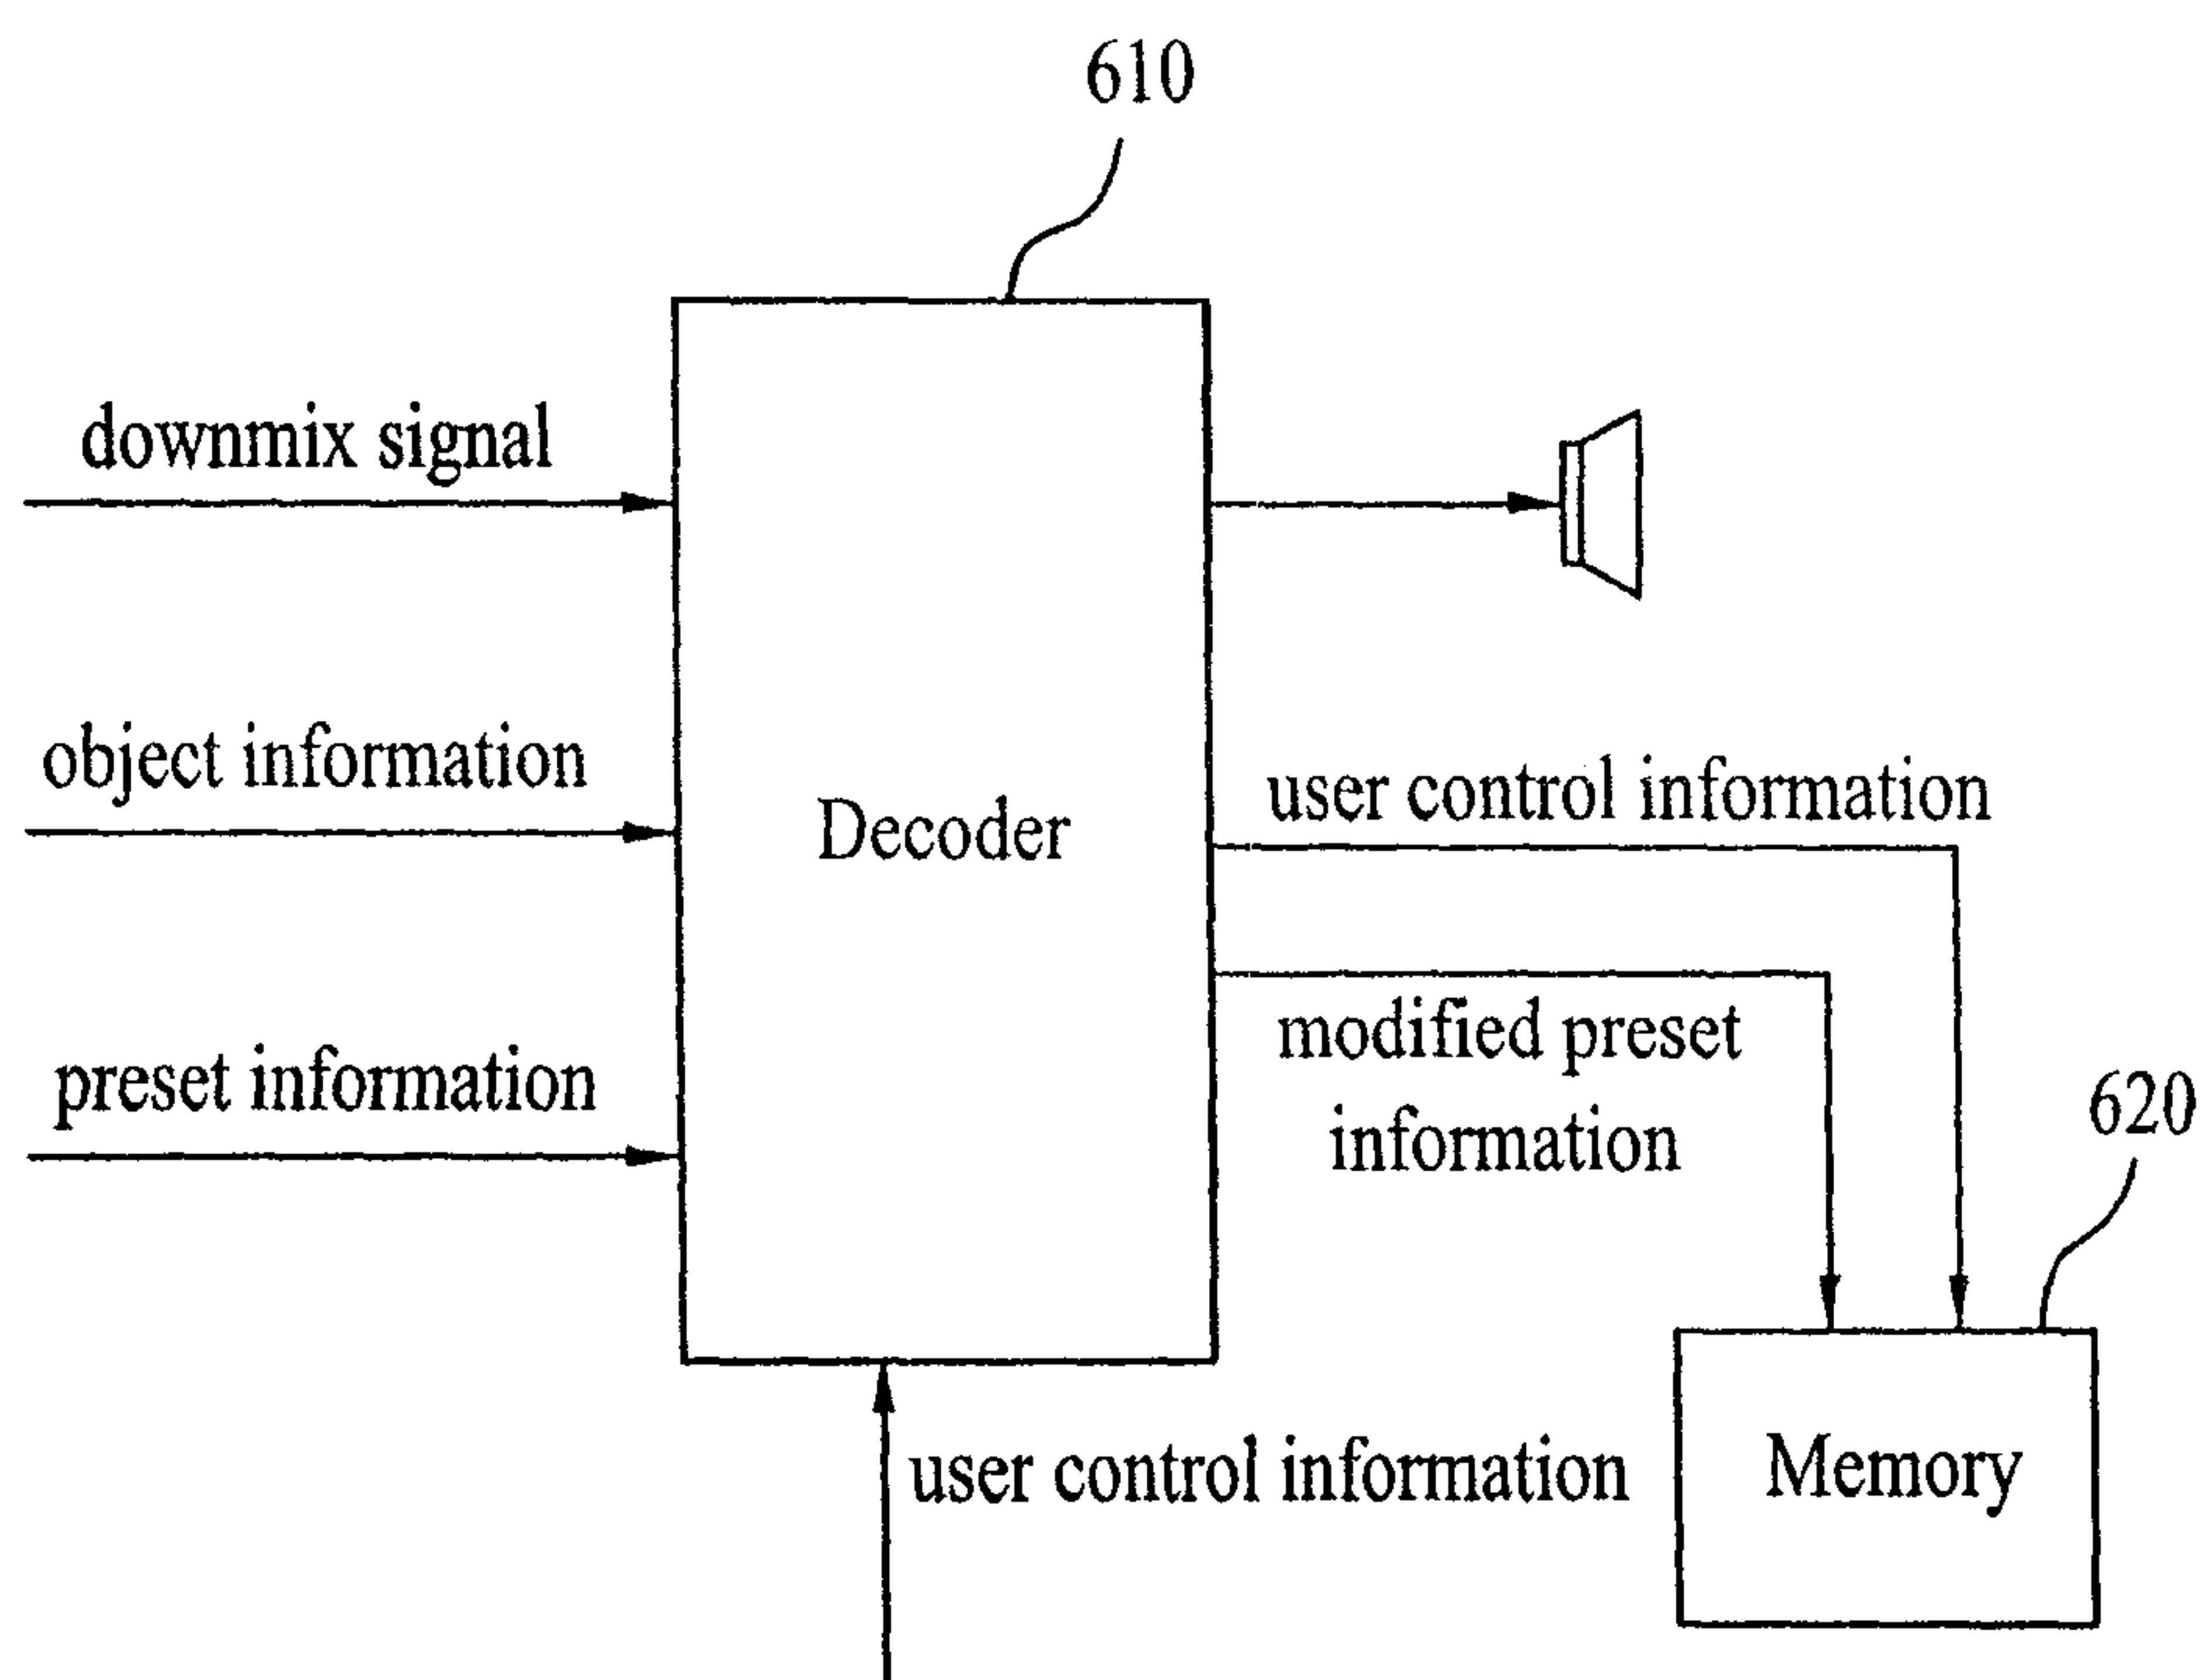 610
downmix signal
object information
Decoder
user control information
preset information
modified preset
information
620
user control information
Memory